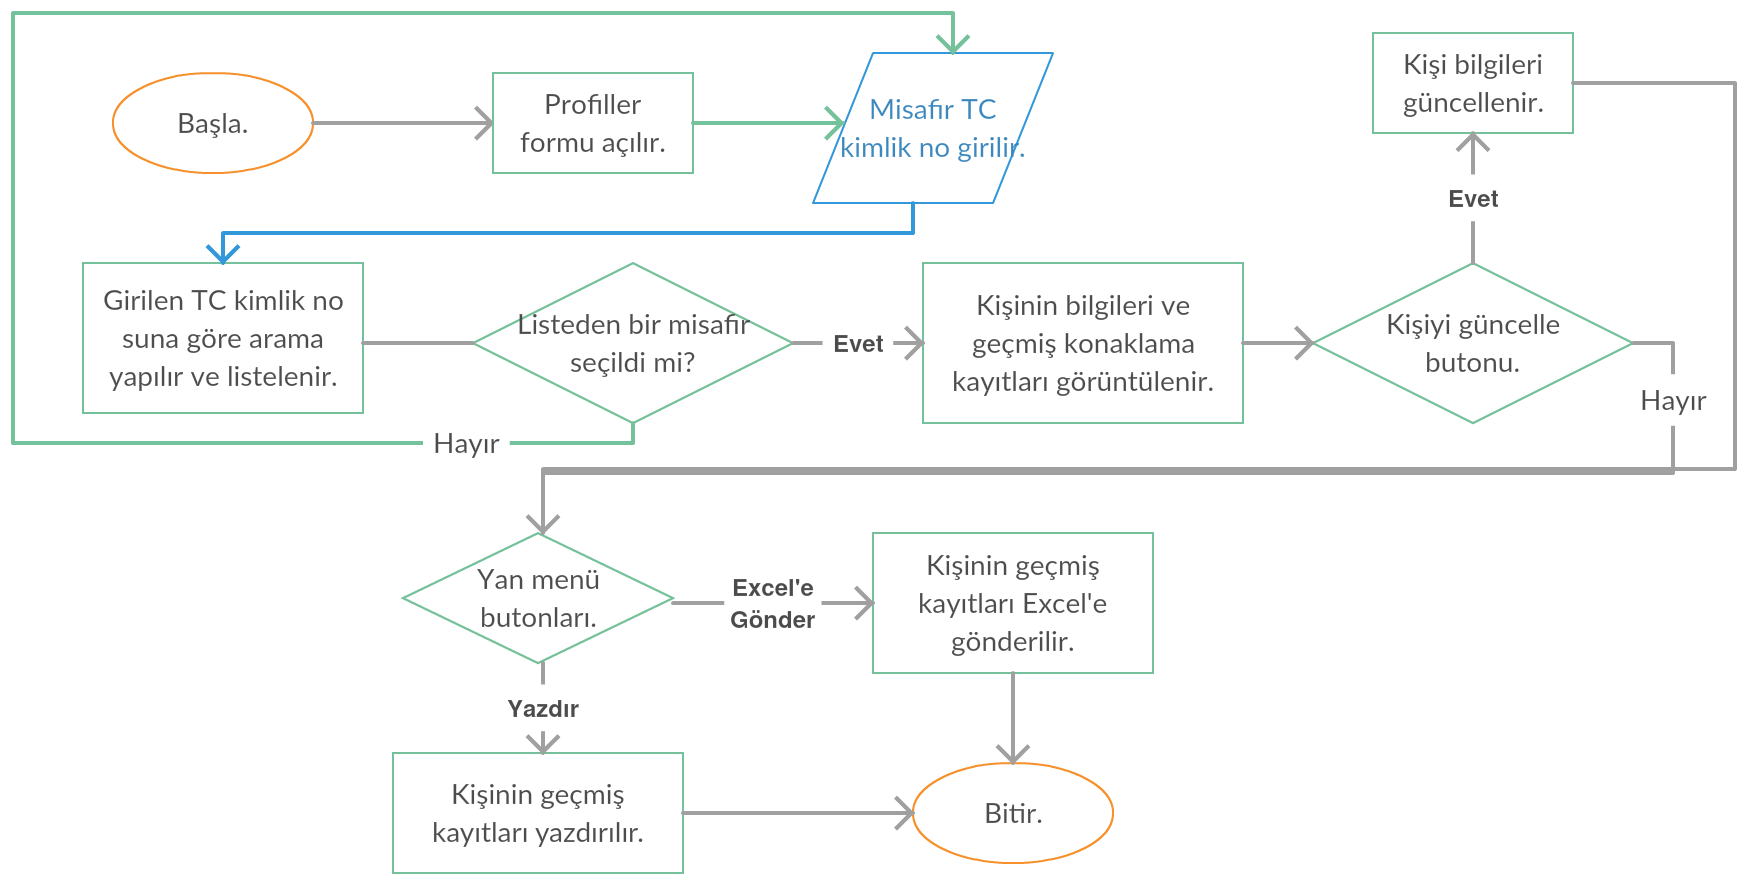 Başla.
Profiller
formu açılır.
Misafir TC
kimlik no girilir.
Kişi bilgileri
güncellenir.
Evet
Girilen TC kimlik no
suna göre arama
yapılır ve listelenir.
Listeden bir misafir
seçildi mi?
Evet
Kişinin bilgileri ve
geçmiş konaklama
kayıtları görüntülenir.
Kişiyi güncelle
butonu.
Hayır
Hayır
Yan menü
butonları.
Excel'e
Gönder
Kişinin geçmiş
kayıtları Excel'e
gönderilir.
Yazdır
Kişinin geçmiş
kayıtları yazdırılır.
Bitir.